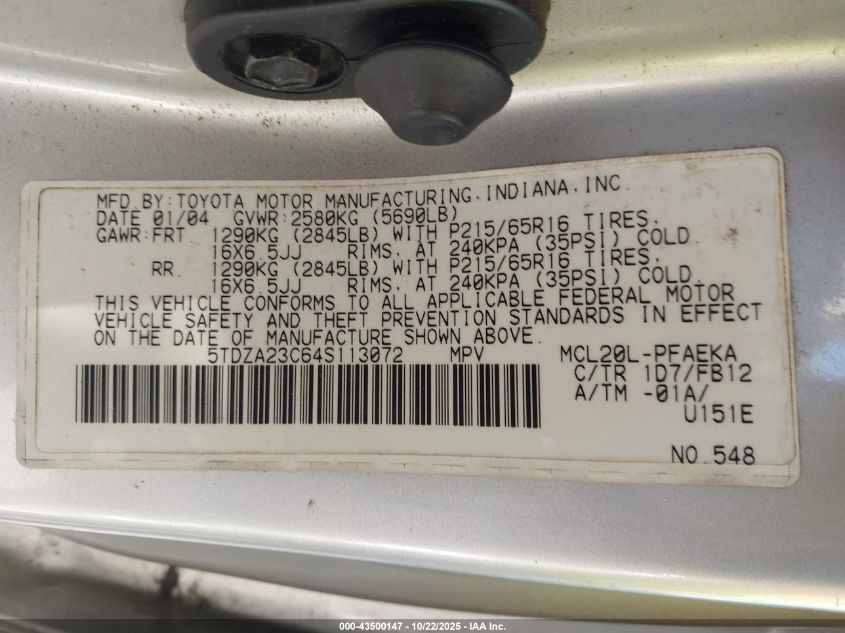 MFD.BY:TOYOTA MOTOR MANUFACTURING,INDIANA,INC.
DATE 01/04 GVWR:2580KG (5690LB)
GAWR:FRT 1290KG (2845LB) WITH P215/65R16 TIRES,
16X6.5JJ RIMS, AT 240KPA (35PSI) COLD.
RR. 1290KG (2845LB) WITH P215/65R16 TIRES,
16X6.5JJ RIMS, AT 240KPA (35PSI) COLD.
THIS VEHICLE CONFORMS TO ALL APPLICABLE FEDERAL MOTOR
VEHICLE SAFETY AND THEFT PREVENTION STANDARDS IN EFFECT
ON THE DATE OF MANUFACTURE SHOWN ABOVE.
5TDZA23C64S113072 MPV MCL20L-PFAEKA
C/TR 1D7/FB12
A/TM -01A/
U151E
NO.548
000-43500147 - 10/22/2025 - IAA Inc.